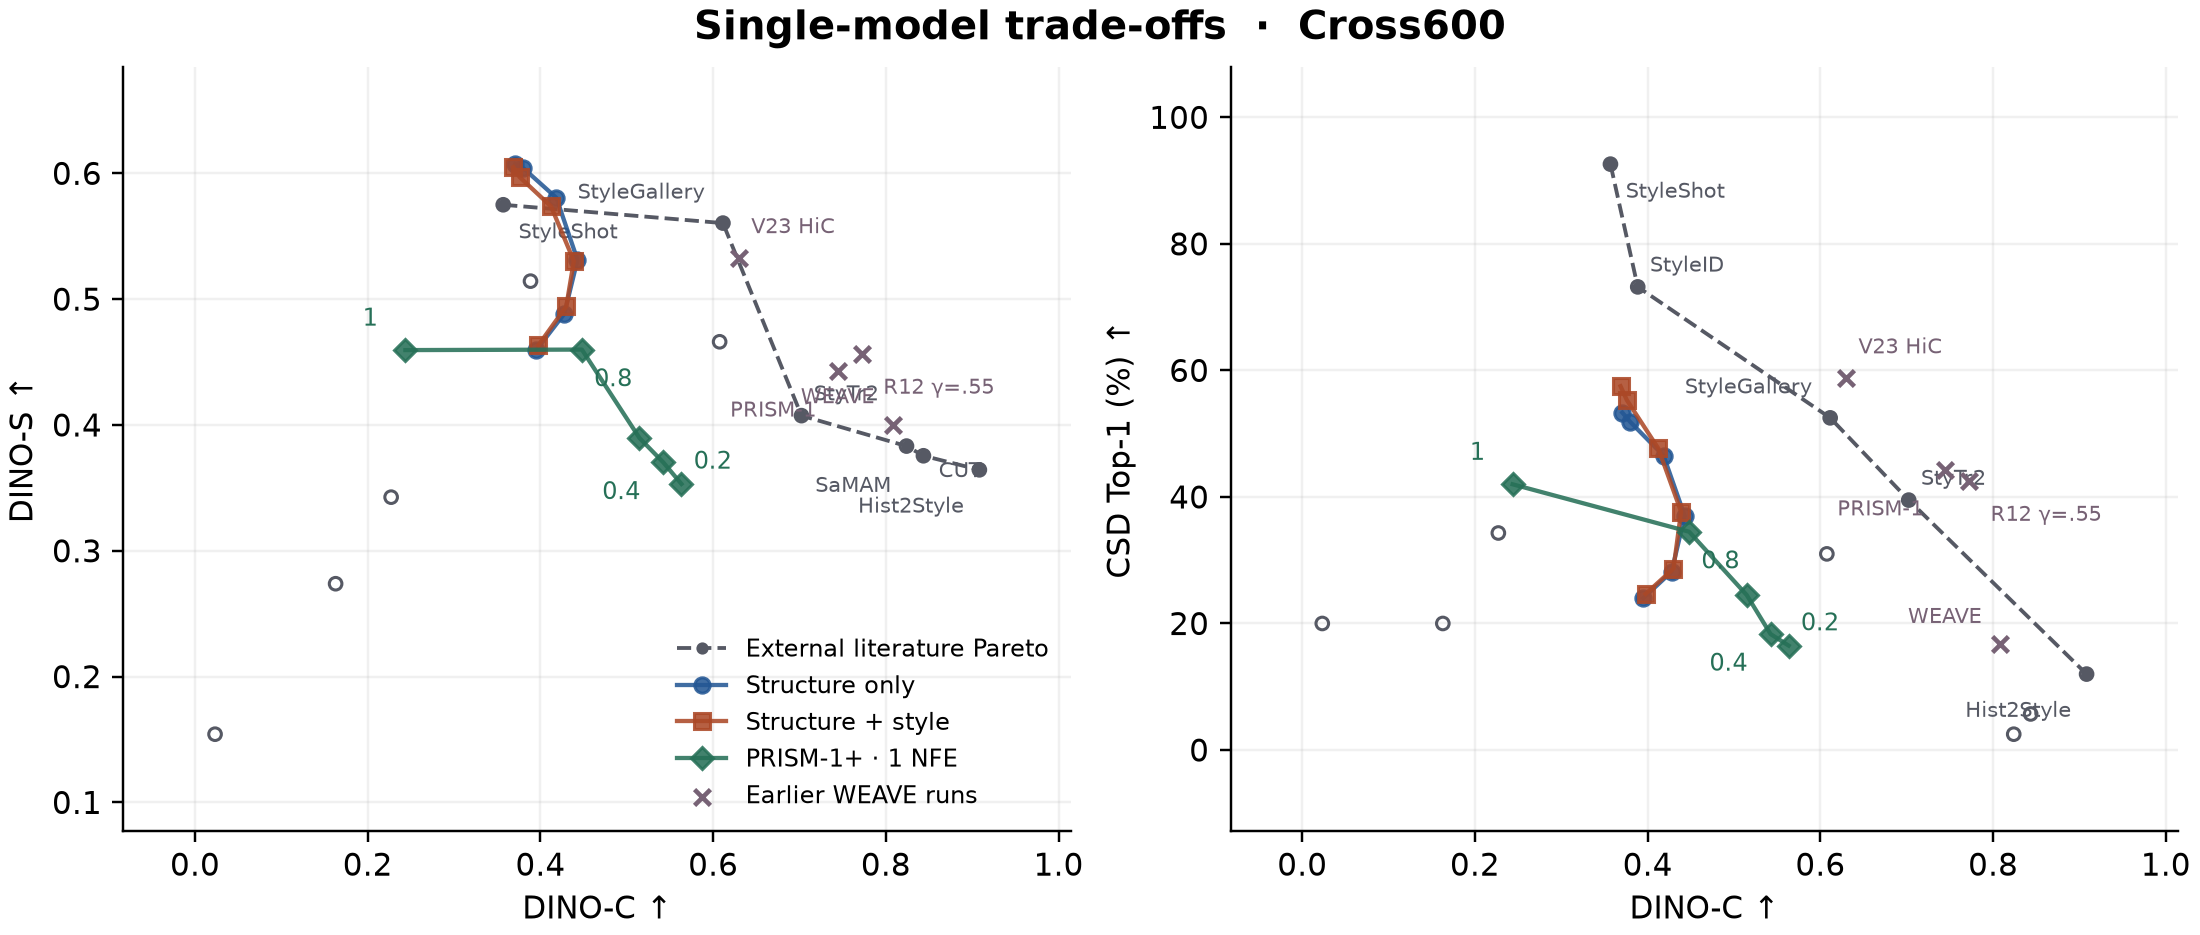 Single-model trade-offs · Cross600
DINO-S ↑
0.6
0.5
0.4
0.3
0.2
0.1
0.0
0.2
0.4
0.6
0.8
1.0
DINO-C ↑
StyleGallery
StyleShot
V23 HiC
1
0.8
0.2
0.4
StyTr2
WEAVE
R12 γ=.55
PRISM-1
CUT
SaMAM
Hist2Style
External literature Pareto
Structure only
Structure + style
PRISM-1+ · 1 NFE
Earlier WEAVE runs
CSD Top-1 (%) ↑
100
80
60
40
20
0
0.0
0.2
0.4
0.6
0.8
1.0
DINO-C ↑
StyleShot
StyleID
V23 HiC
StyleGallery
1
StyTr2
PRISM-1
R12 γ=.55
0.8
WEAVE
0.2
0.4
Hist2Style